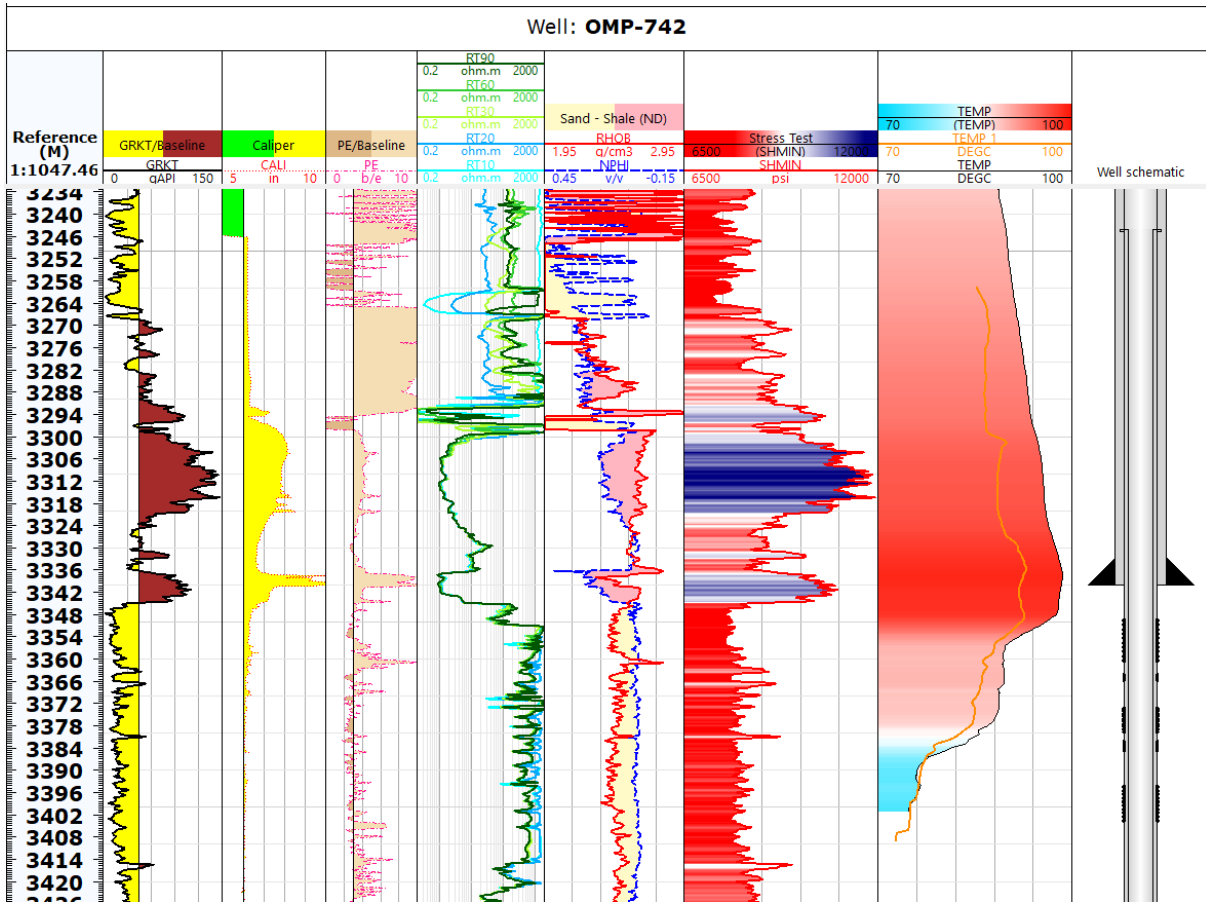 Well: OMP-742
Reference
(M)
1:1047.46
GRKT/Baseline
GRKT
0 gAPI 150
Caliper
CALI
5 in 10
PE/Baseline
PE
0 b/e 10
RT90
0.2 ohm.m 2000
RT60
0.2 ohm.m 2000
RT30
0.2 ohm.m 2000
RT20
0.2 ohm.m 2000
RT10
0.2 ohm.m 2000
Sand - Shale (ND)
RHOB
1.95 g/cm3 2.95
NPHI
0.45 v/v -0.15
Stress Test
6500 (SHMIN) 12000
SHMIN
6500 psi 12000
TEMP
70 (TEMP) 100
TEMP 1
70 DEGC 100
TEMP
70 DEGC 100
Well schematic
3234
3240
3246
3252
3258
3264
3270
3276
3282
3288
3294
3300
3306
3312
3318
3324
3330
3336
3342
3348
3354
3360
3366
3372
3378
3384
3390
3396
3402
3408
3414
3420
3426